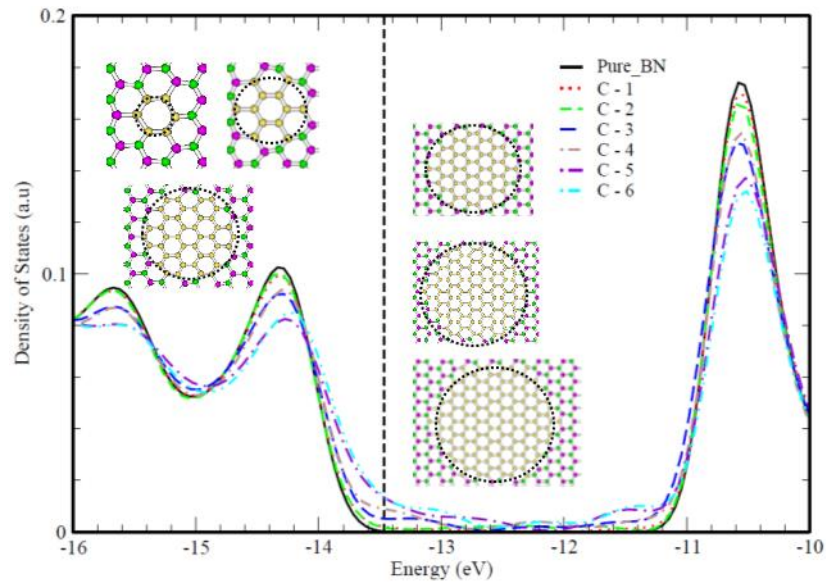 0.2
0.1
0
Density of States (a.u)
Pure_BN
C - 1
C - 2
C - 3
C - 4
C - 5
C - 6
-16
-15
-14
-13
-12
-11
-10
Energy (eV)